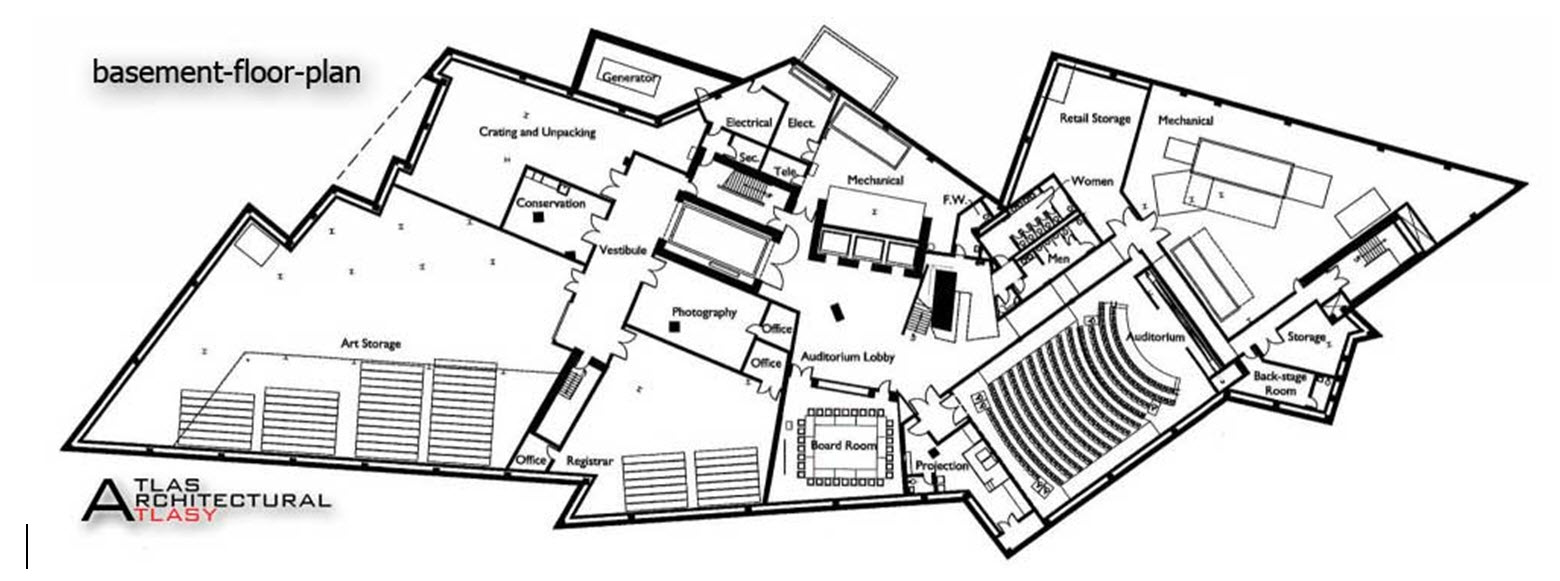 basement-floor-plan
Generator
Crating and Unpacking
Electrical
Elect.
Sec.
Tele.
Mechanical
F.W.
Retail Storage
Mechanical
Women
Men
Conservation
Vestibule
Photography
Office
Office
Art Storage
Auditorium Lobby
Auditorium
Storage
Back-stage
Room
Board Room
Projection
Office
Registrar
ATLAS
ARCHITECTURAL
ATLASY